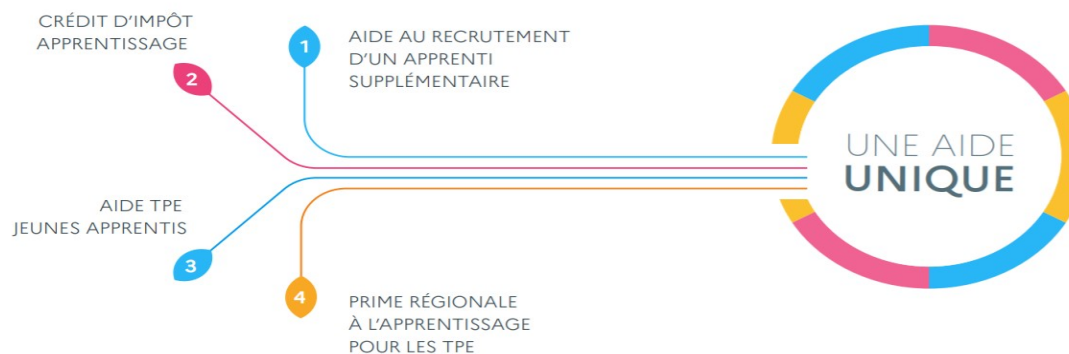 CRÉDIT D'IMPÔT
APPRENTISSAGE
2
1
AIDE AU RECRUTEMENT
D'UN APPRENTI
SUPPLÉMENTAIRE
AIDE TPE
JEUNES APPRENTIS
3
4
PRIME RÉGIONALE
À L'APPRENTISSAGE
POUR LES TPE
UNE AIDE
UNIQUE